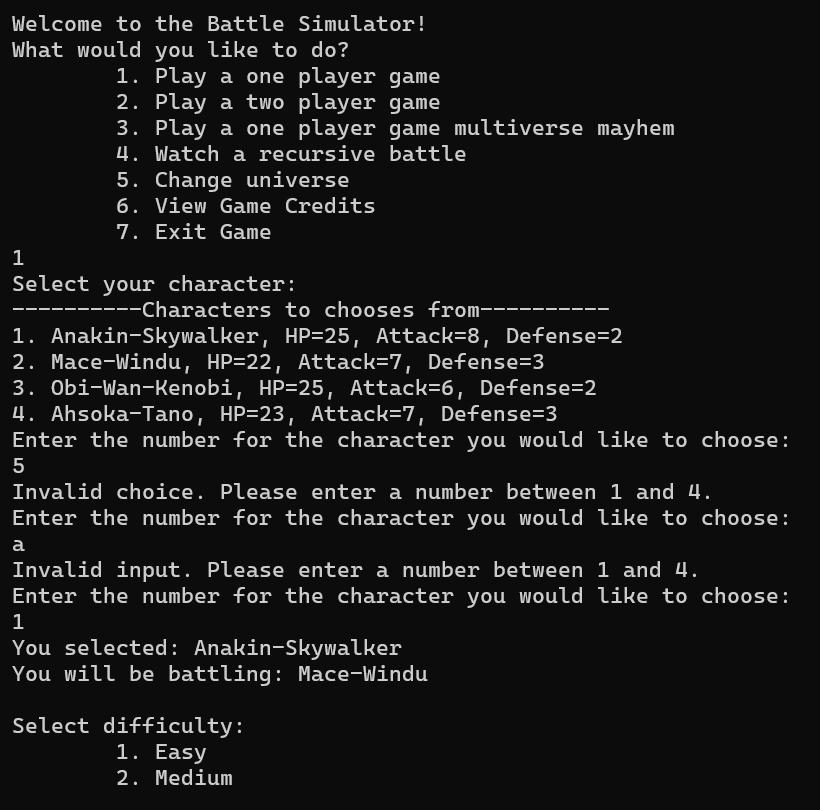 Welcome to the Battle Simulator!
What would you like to do?
        1. Play a one player game
        2. Play a two player game
        3. Play a one player game multiverse mayhem
        4. Watch a recursive battle
        5. Change universe
        6. View Game Credits
        7. Exit Game
1
Select your character:
----------Characters to chooses from----------
1. Anakin-Skywalker, HP=25, Attack=8, Defense=2
2. Mace-Windu, HP=22, Attack=7, Defense=3
3. Obi-Wan-Kenobi, HP=25, Attack=6, Defense=2
4. Ahsoka-Tano, HP=23, Attack=7, Defense=3
Enter the number for the character you would like to choose:
5
Invalid choice. Please enter a number between 1 and 4.
Enter the number for the character you would like to choose:
a
Invalid input. Please enter a number between 1 and 4.
Enter the number for the character you would like to choose:
1
You selected: Anakin-Skywalker
You will be battling: Mace-Windu

Select difficulty:
        1. Easy
        2. Medium